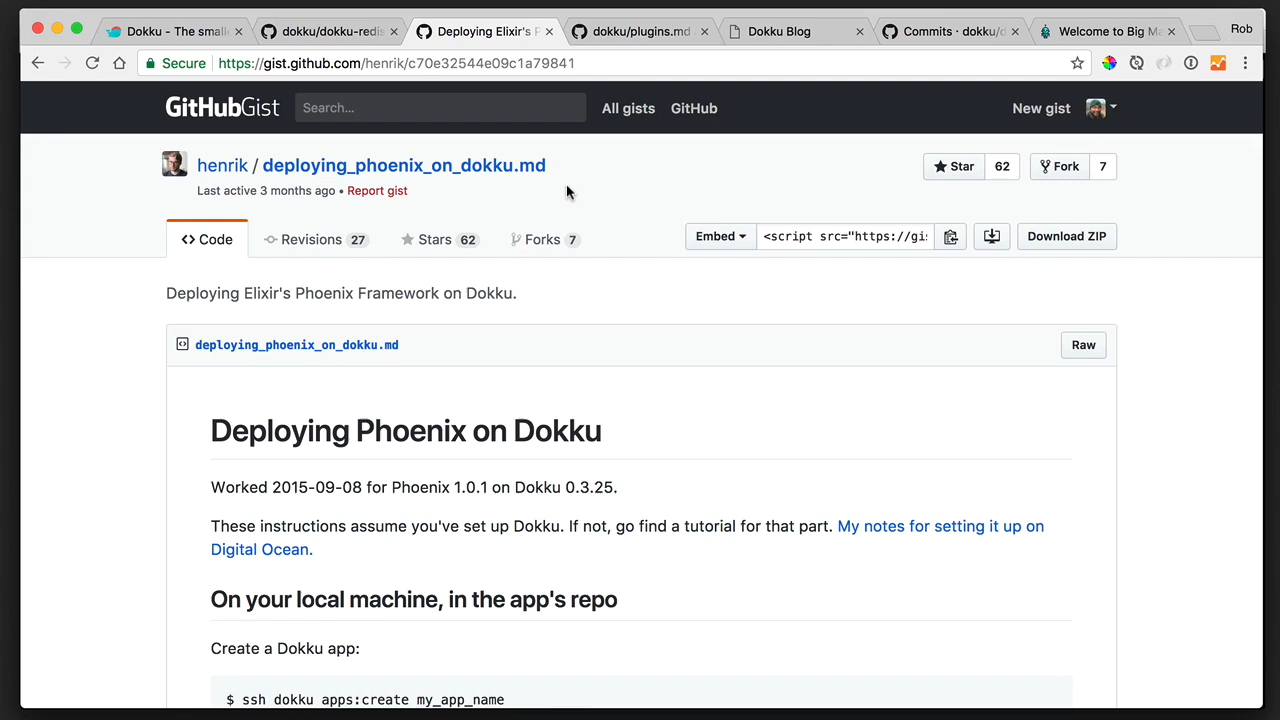 Dokku - The small
dokku/dokku-redis
Deploying Elixir's P
dokku/plugins.md
Dokku Blog
Commits · dokku/d
Welcome to Big Ma
Rob
Secure
https://gist.github.com/henrik/c70e32544e09c1a79841
GitHubGist
Search...
All gists
GitHub
New gist
henrik / deploying_phoenix_on_dokku.md
Star 62
Fork 7
Last active 3 months ago • Report gist
Code
Revisions 27
Stars 62
Forks 7
Embed
<script src="https://gi
Download ZIP
Deploying Elixir's Phoenix Framework on Dokku.
deploying_phoenix_on_dokku.md
Raw
Deploying Phoenix on Dokku
Worked 2015-09-08 for Phoenix 1.0.1 on Dokku 0.3.25.
These instructions assume you've set up Dokku. If not, go find a tutorial for that part. My notes for setting it up on
Digital Ocean.
On your local machine, in the app's repo
Create a Dokku app:
$ ssh dokku apps:create my_app_name